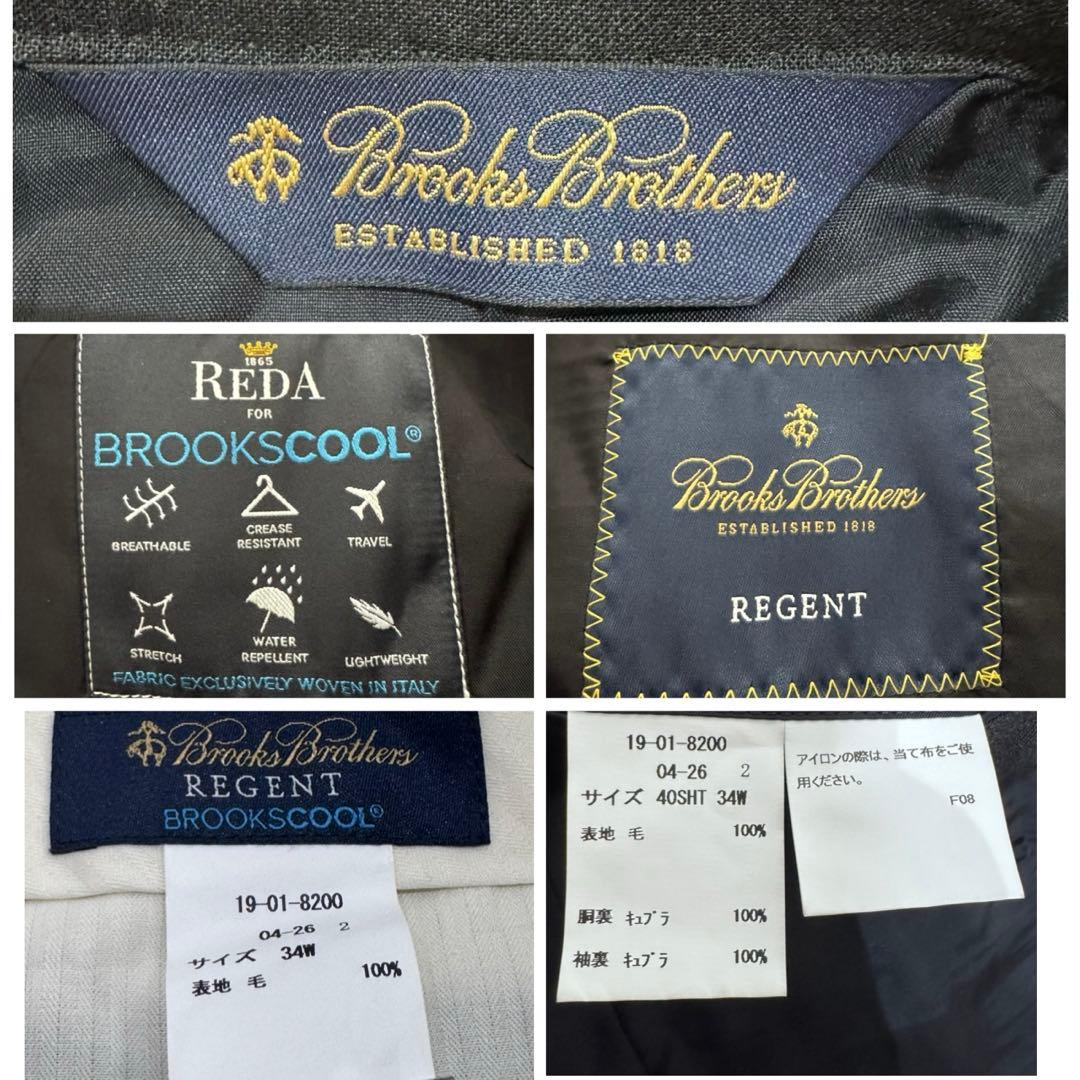 Brooks Brothers
ESTABLISHED 1818
1865
REDA
FOR
BROOKSCOOL®
BREATHABLE
CREASE
RESISTANT
TRAVEL
STRETCH
WATER
REPELLENT
LIGHTWEIGHT
FABRIC EXCLUSIVELY WOVEN IN ITALY
Brooks Brothers
ESTABLISHED 1818
REGENT
Brooks Brothers
REGENT
BROOKSCOOL®
19-01-8200
04-26 2
サイズ 34W
表地 毛 100%
19-01-8200
04-26 2
サイズ 40SHT 34W
表地 毛 100%
胴裏 キュプラ 100%
袖裏 キュプラ 100%
アイロンの際は、当て布をご使
用ください。
F08